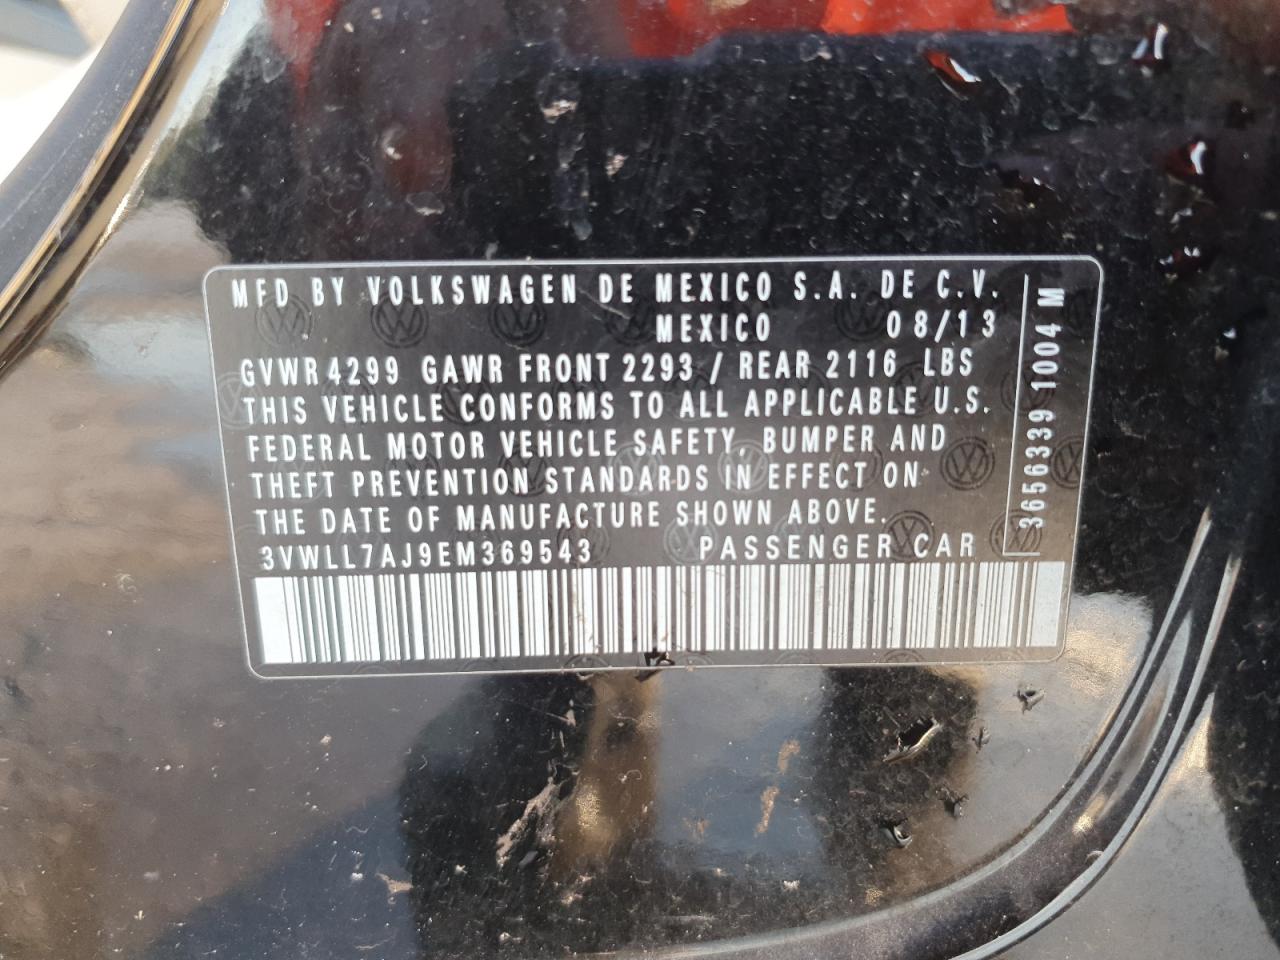 MFD BY VOLKSWAGEN DE MEXICO S.A. DE C.V.
MEXICO 08/13
GVWR 4299 GAWR FRONT 2293 / REAR 2116 LBS
THIS VEHICLE CONFORMS TO ALL APPLICABLE U.S.
FEDERAL MOTOR VEHICLE SAFETY, BUMPER AND
THEFT PREVENTION STANDARDS IN EFFECT ON
THE DATE OF MANUFACTURE SHOWN ABOVE.
3VWLL7AJ9EM369543 PASSENGER CAR
3656339 1004 M